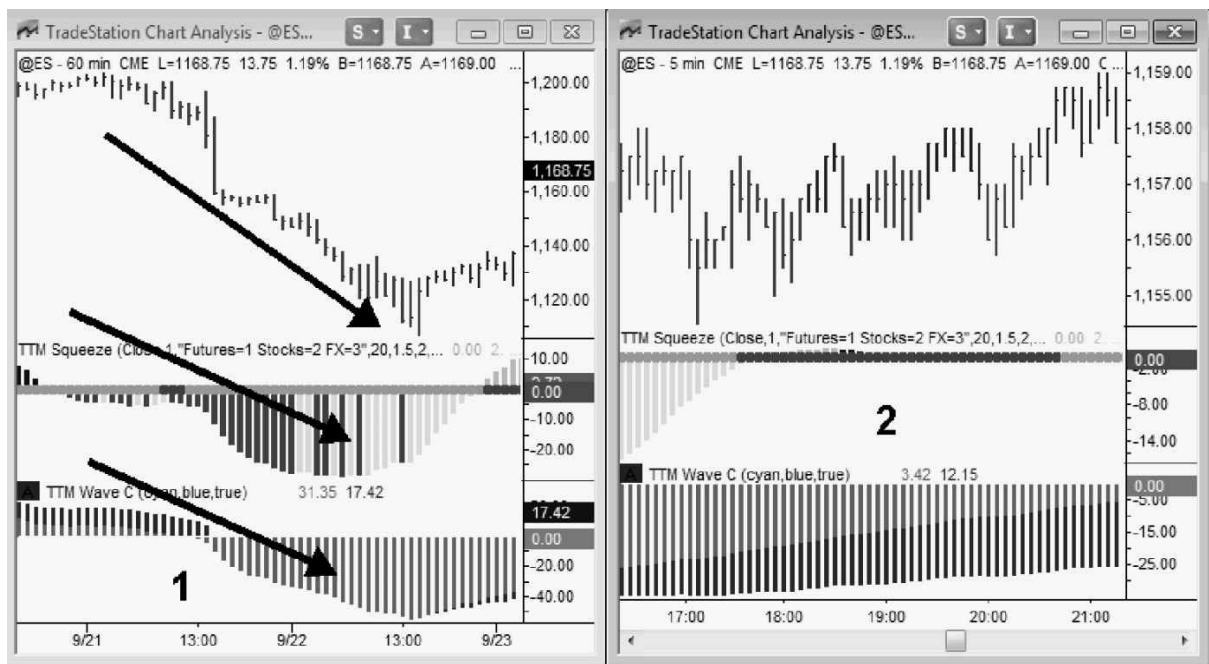 TradeStation Chart Analysis - @ES...
S
I
@ES - 60 min CME L=1168.75 13.75 1.19% B=1168.75 A=1169.00 ...
1,200.00
1,180.00
1,168.75
1,160.00
1,140.00
1,120.00
TTM Squeeze (Close,1,"Futures=1 Stocks=2 FX=3",20,1.5,2,... 0.00 2. ...
10.00
0.00
-10.00
-20.00
A TTM Wave C (cyan,blue,true) 31.35 17.42
17.42
0.00
-20.00
-40.00
1
9/21 13:00 9/22 13:00 9/23
TradeStation Chart Analysis - @ES...
S
I
@ES - 5 min CME L=1168.75 13.75 1.19% B=1168.75 A=1169.00 C ...
1,159.00
1,158.00
1,157.00
1,156.00
1,155.00
TTM Squeeze (Close,1,"Futures=1 Stocks=2 FX=3",20,1.5,2,... 0.00 2. ...
0.00
-2.00
-8.00
-14.00
2
A TTM Wave C (cyan,blue,true) 3.42 12.15
0.00
-5.00
-15.00
-25.00
17:00 18:00 19:00 20:00 21:00